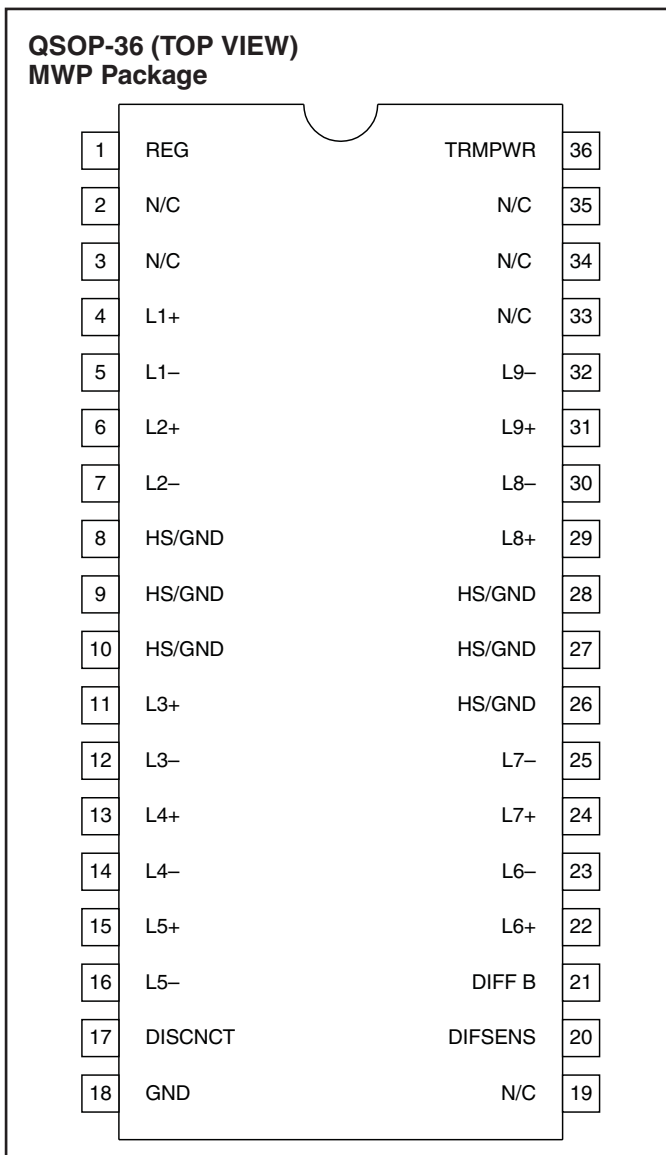 QSOP-36 (TOP VIEW)
MWP Package
1 REG TRMPWR 36
2 N/C N/C 35
3 N/C N/C 34
4 L1+ N/C 33
5 L1– L9– 32
6 L2+ L9+ 31
7 L2– L8– 30
8 HS/GND L8+ 29
9 HS/GND HS/GND 28
10 HS/GND HS/GND 27
11 L3+ HS/GND 26
12 L3– L7– 25
13 L4+ L7+ 24
14 L4– L6– 23
15 L5+ L6+ 22
16 L5– DIFF B 21
17 DISCNCT DIFSENS 20
18 GND N/C 19